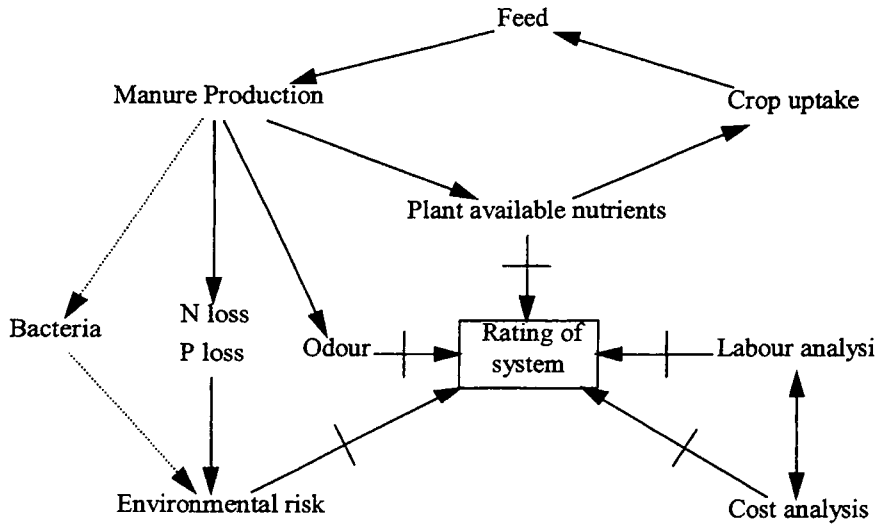 Feed
Manure Production
Crop uptake
Plant available nutrients
Bacteria
N loss
P loss
Odour
Rating of
system
Labour analysi
Environmental risk
Cost analysis